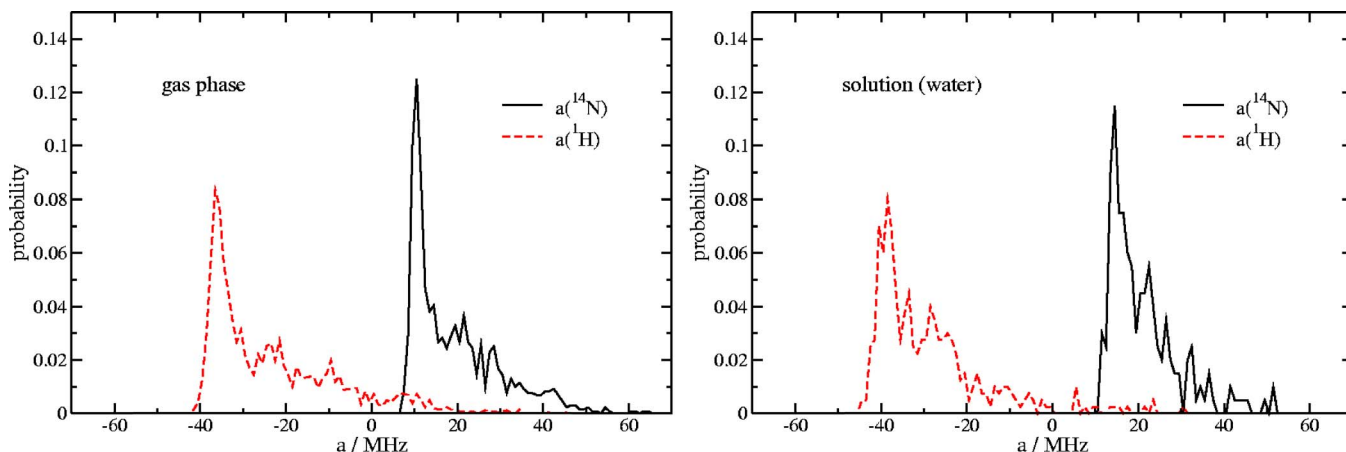 0.14
0.12
0.1
0.08
0.06
0.04
0.02
0
probability
gas phase
a(¹⁴N)
a(¹H)
-60 -40 -20 0 20 40 60
a / MHz
0.14
0.12
0.1
0.08
0.06
0.04
0.02
0
probability
solution (water)
a(¹⁴N)
a(¹H)
-60 -40 -20 0 20 40 60
a / MHz